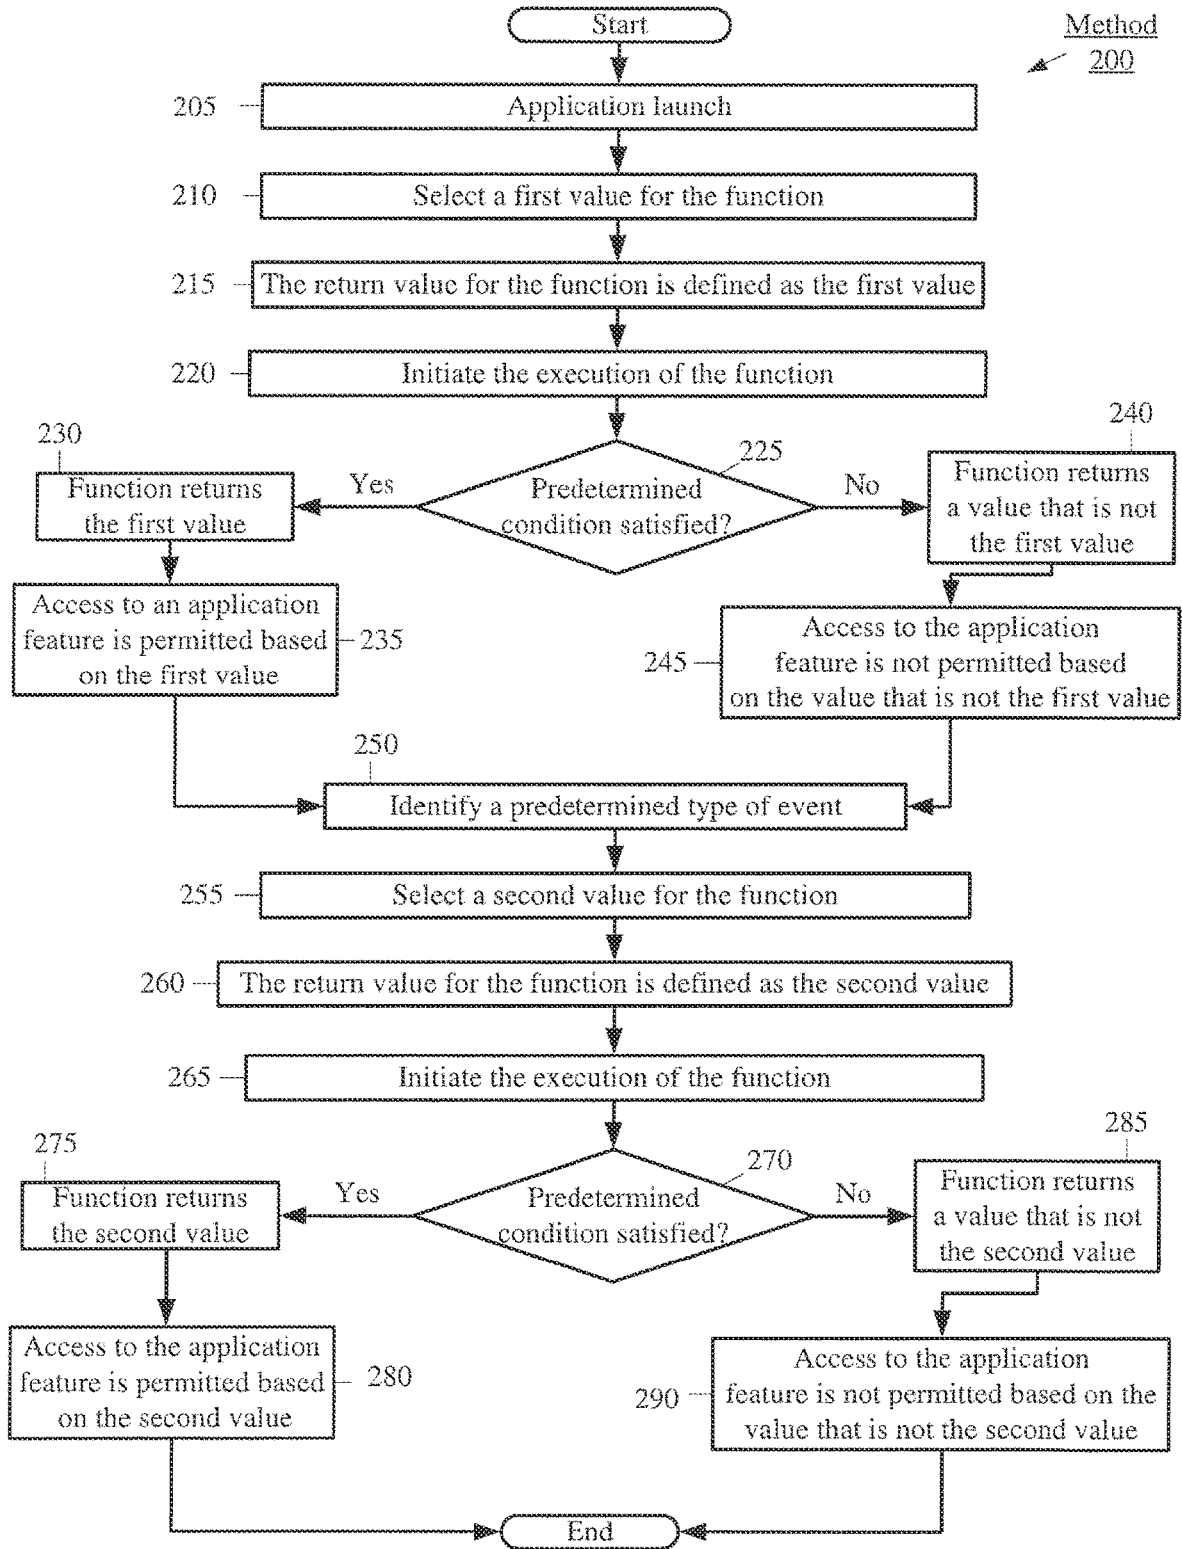 Start
Method
200
205
Application launch
210
Select a first value for the function
215
The return value for the function is defined as the first value
220
Initiate the execution of the function
230
Function returns
the first value
Yes
225
Predetermined
condition satisfied?
No
240
Function returns
a value that is not
the first value
Access to an application
feature is permitted based
on the first value
235
245
Access to the application
feature is not permitted based
on the value that is not the first value
250
Identify a predetermined type of event
255
Select a second value for the function
260
The return value for the function is defined as the second value
265
Initiate the execution of the function
275
Function returns
the second value
Yes
270
Predetermined
condition satisfied?
No
285
Function returns
a value that is not
the second value
Access to the application
feature is permitted based
on the second value
280
290
Access to the application
feature is not permitted based on the
value that is not the second value
End